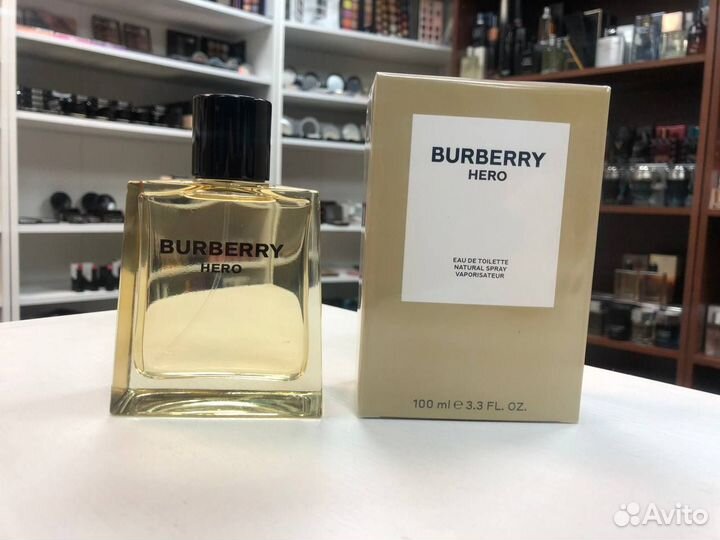 BURBERRY
HERO
BURBERRY
HERO
EAU DE TOILETTE
NATURAL SPRAY
VAPORISATEUR
100 ml ℮ 3.3 FL. OZ.
Avito